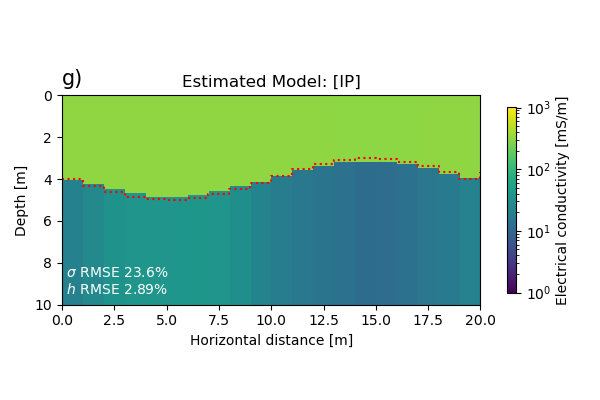 g)
Estimated Model: [IP]
0
2
4
6
8
10
Depth [m]
σ RMSE 23.6%
h RMSE 2.89%
0.0 2.5 5.0 7.5 10.0 12.5 15.0 17.5 20.0
Horizontal distance [m]
10³
10²
10¹
10⁰
Electrical conductivity [mS/m]